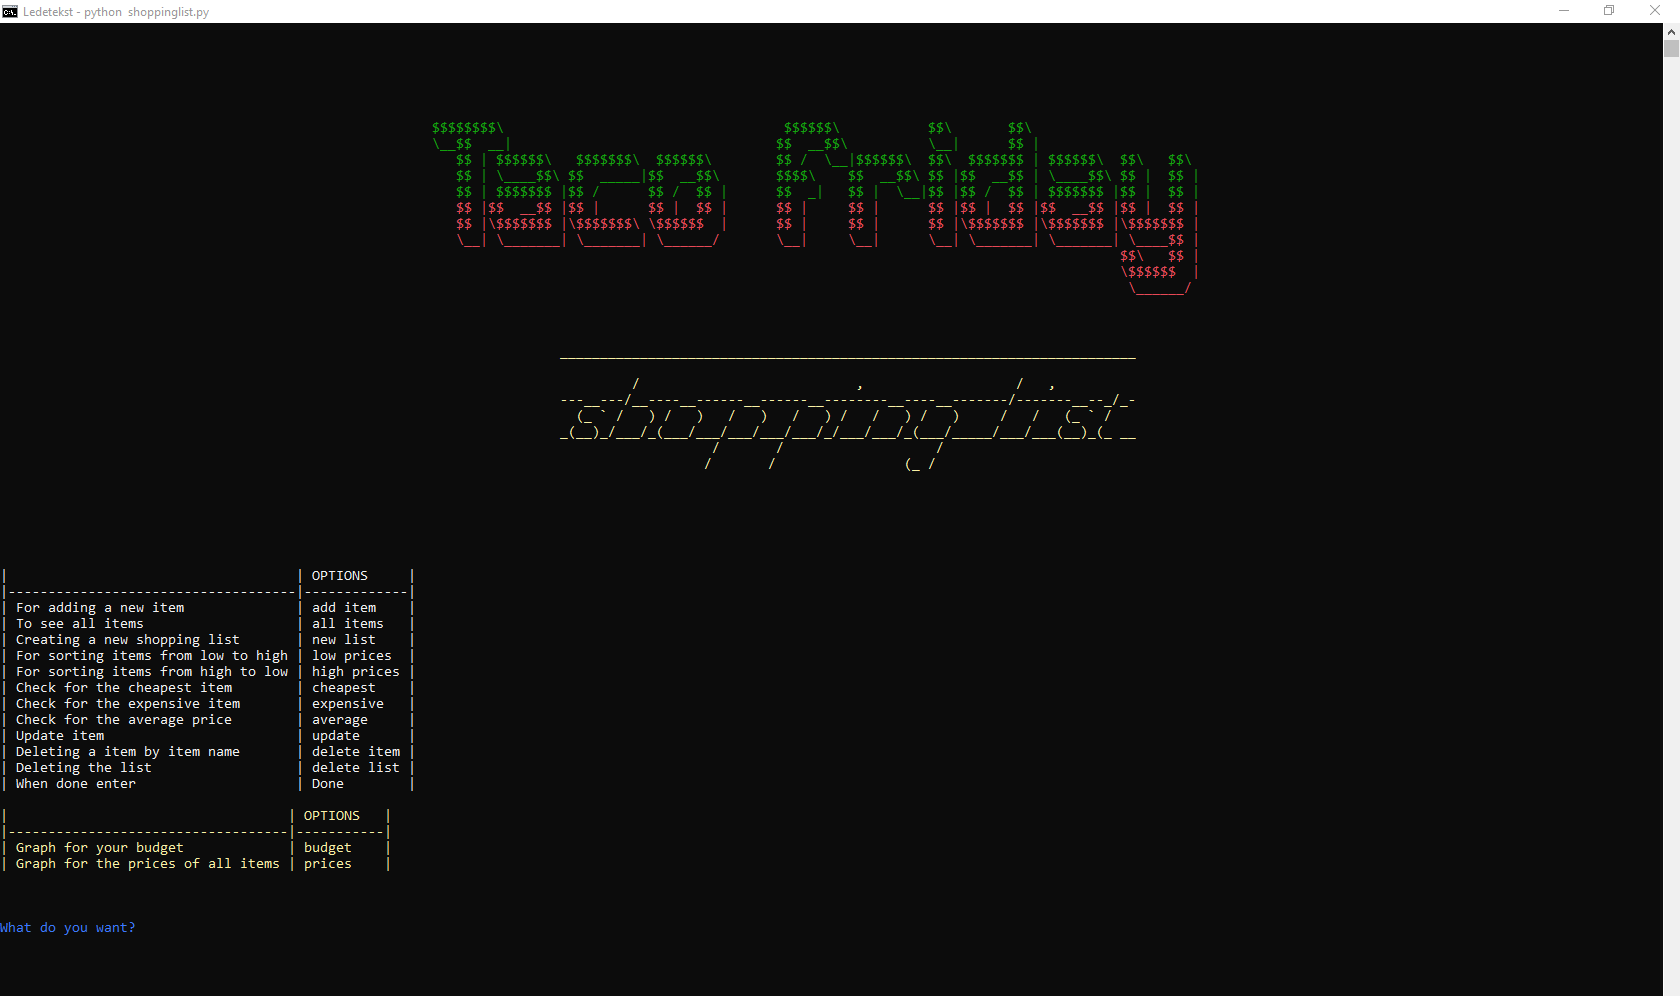 Ledetekst - python  shoppinglist.py
Taco Friday
shopping list
OPTIONS
For adding a new item | add item
To see all items | all items
Creating a new shopping list | new list
For sorting items from low to high | low prices
For sorting items from high to low | high prices
Check for the cheapest item | cheapest
Check for the expensive item | expensive
Check for the average price | average
Update item | update
Deleting a item by item name | delete item
Deleting the list | delete list
When done enter | Done
OPTIONS
Graph for your budget | budget
Graph for the prices of all items | prices
What do you want?